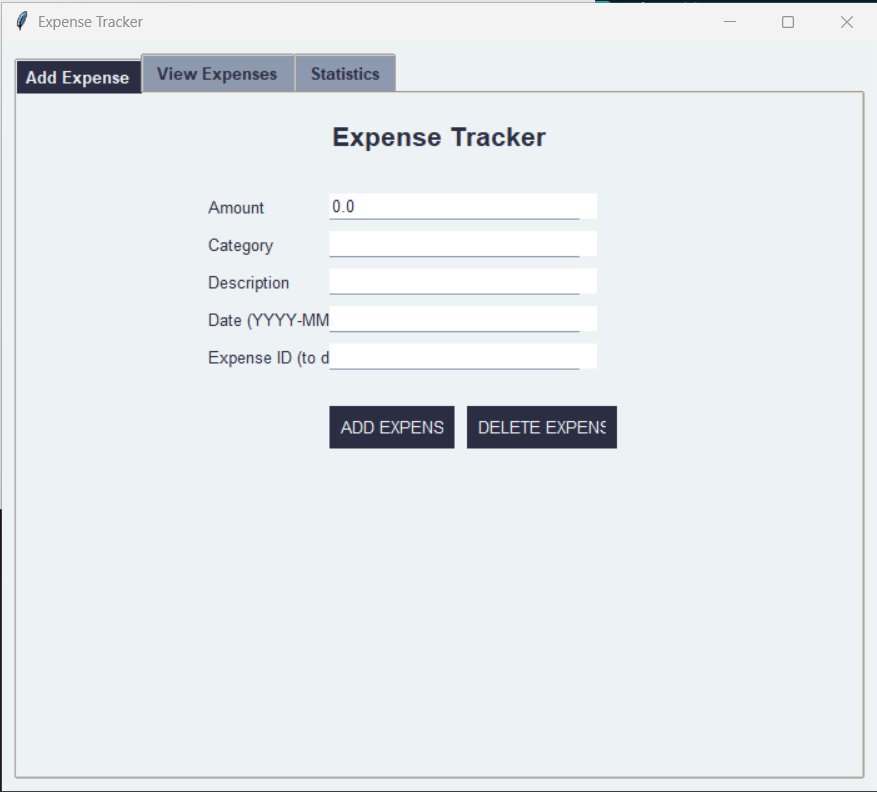 Expense Tracker
Add Expense View Expenses Statistics
Expense Tracker
Amount 0.0
Category
Description
Date (YYYY-MM
Expense ID (to d
ADD EXPENS DELETE EXPENS